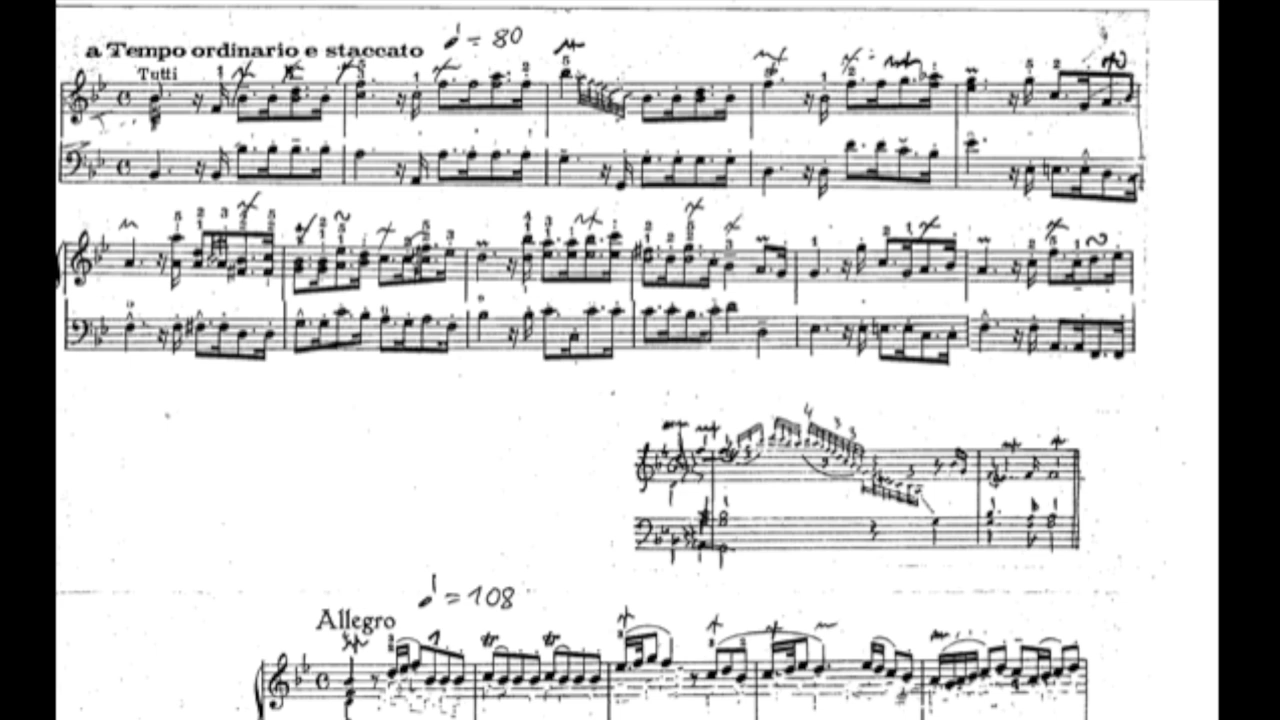 a Tempo ordinario e staccato ♩ = 80
Tutti
♩ = 108
Allegro